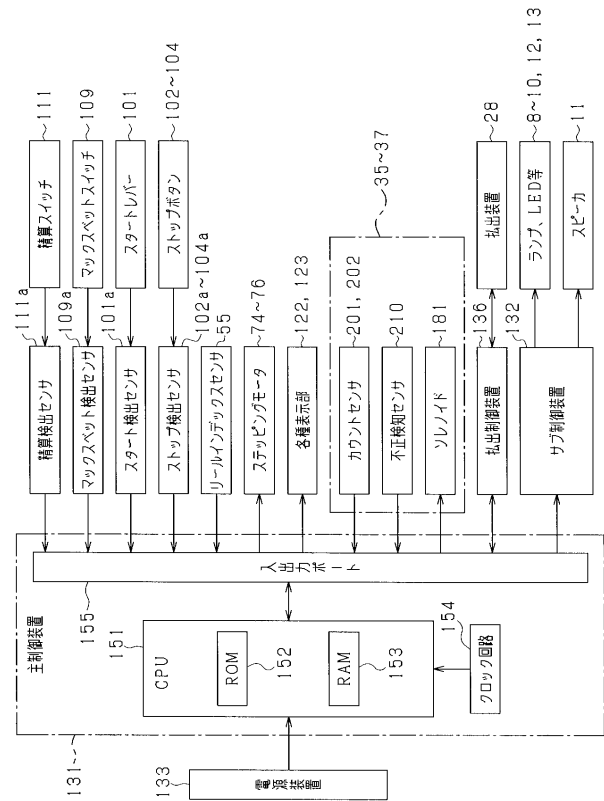 精算スイッチ
111
マックスベットスイッチ
109
スタートレバー
101
ストップボタン
102~104
精算検出センサ
111a
マックスベット検出センサ
109a
スタート検出センサ
101a
ストップ検出センサ
102a~104a
リールインデックスセンサ
55
ステッピングモータ
74~76
各種表示部
122, 123
35~37
カウントセンサ
201, 202
不正検知センサ
210
ソレノイド
181
払出制御装置
136
払出装置
28
サブ制御装置
132
ランプ、LED等
8~10, 12, 13
スピーカ
11
主制御装置
131
入出力ポート
155
CPU
151
ROM
152
RAM
153
クロック回路
154
電源装置
133